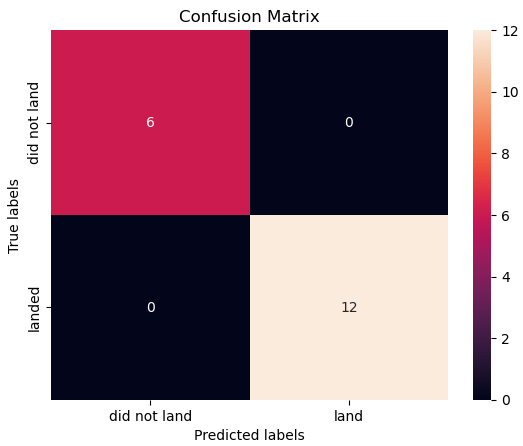 Confusion Matrix
True labels
did not land
landed
6
0
0
12
did not land
land
Predicted labels
12
10
8
6
4
2
0